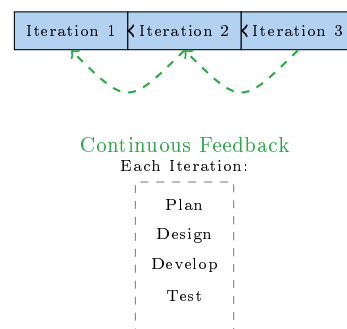 Iteration 1 Iteration 2 Iteration 3
Continuous Feedback
Each Iteration:
Plan
Design
Develop
Test